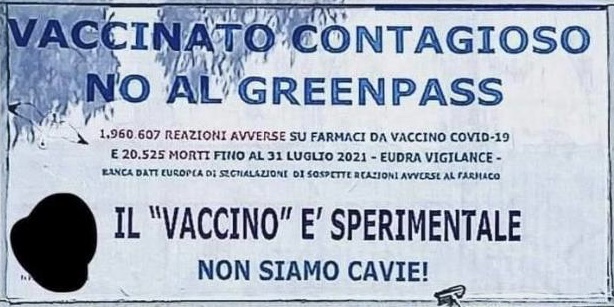 VACCINATO CONTAGIOSO
NO AL GREENPASS
1.960.607 REAZIONI AVVERSE SU FARMACI DA VACCINO COVID-19
E 20.525 MORTI FINO AL 31 LUGLIO 2021 - EUDRA VIGILANCE -
BANCA DATI EUROPEA DI SEGNALAZIONE DI SOSPETTE REAZIONI AVVERSE AL FARMACO
IL "VACCINO" E' SPERIMENTALE
NON SIAMO CAVIE!